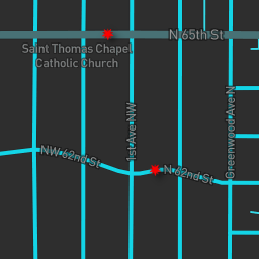 N 65th St
Saint Thomas Chapel
Catholic Church
1st Ave NW
Greenwood Ave N
NW 62nd St
N 62nd St